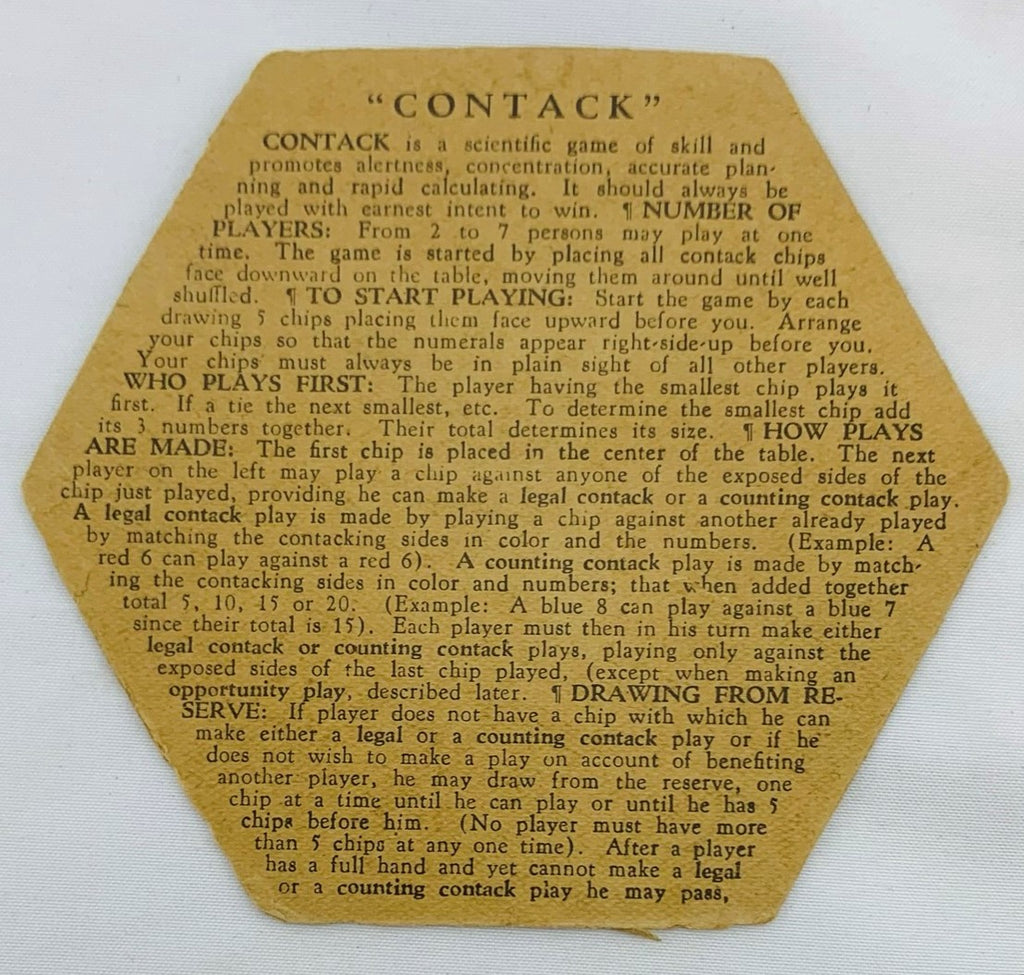 “CONTACK”
CONTACK is a scientific game of skill and
promotes alertness, concentration, accurate plan-
ning and rapid calculating. It should always be
played with earnest intent to win. ¶ NUMBER OF
PLAYERS: From 2 to 7 persons may play at one
time. The game is started by placing all contack chips
face downward on the table, moving them around until well
shuffled. ¶ TO START PLAYING: Start the game by each
drawing 5 chips placing them face upward before you. Arrange
your chips so that the numerals appear right-side-up before you.
Your chips must always be in plain sight of all other players.
WHO PLAYS FIRST: The player having the smallest chip plays it
first. If a tie the next smallest, etc. To determine the smallest chip add
its 3 numbers together. Their total determines its size. ¶ HOW PLAYS
ARE MADE: The first chip is placed in the center of the table. The next
player on the left may play a chip against anyone of the exposed sides of the
chip just played, providing he can make a legal contack or a counting contack play.
A legal contack play is made by playing a chip against another already played
by matching the contacking sides in color and the numbers. (Example: A
red 6 can play against a red 6). A counting contack play is made by match-
ing the contacking sides in color and numbers; that when added together
total 5, 10, 15 or 20. (Example: A blue 8 can play against a blue 7
since their total is 15). Each player must then in his turn make either
legal contack or counting contack plays, playing only against the
exposed sides of the last chip played, (except when making an
opportunity play, described later. ¶ DRAWING FROM RE-
SERVE: If player does not have a chip with which he can
make either a legal or a counting contack play or if he
does not wish to make a play on account of benefiting
another player, he may draw from the reserve, one
chip at a time until he can play or until he has 5
chips before him. (No player must have more
than 5 chips at any one time). After a player
has a full hand and yet cannot make a legal
or a counting contack play he may pass,